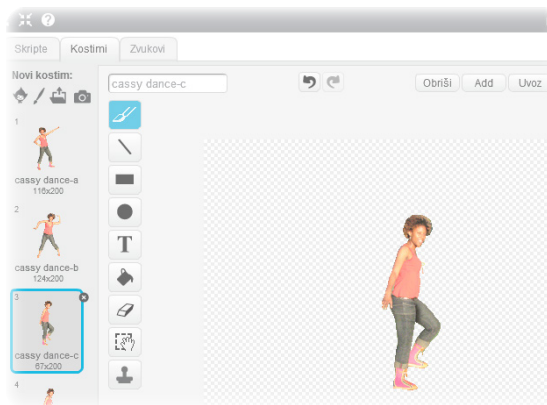 Skripte Kostimi Zvukovi
Novi kostim:
cassy dance-c
Obriši Add Uvoz
T
1
cassy dance-a
116x200
2
cassy dance-b
124x200
3
cassy dance-c
67x200
4